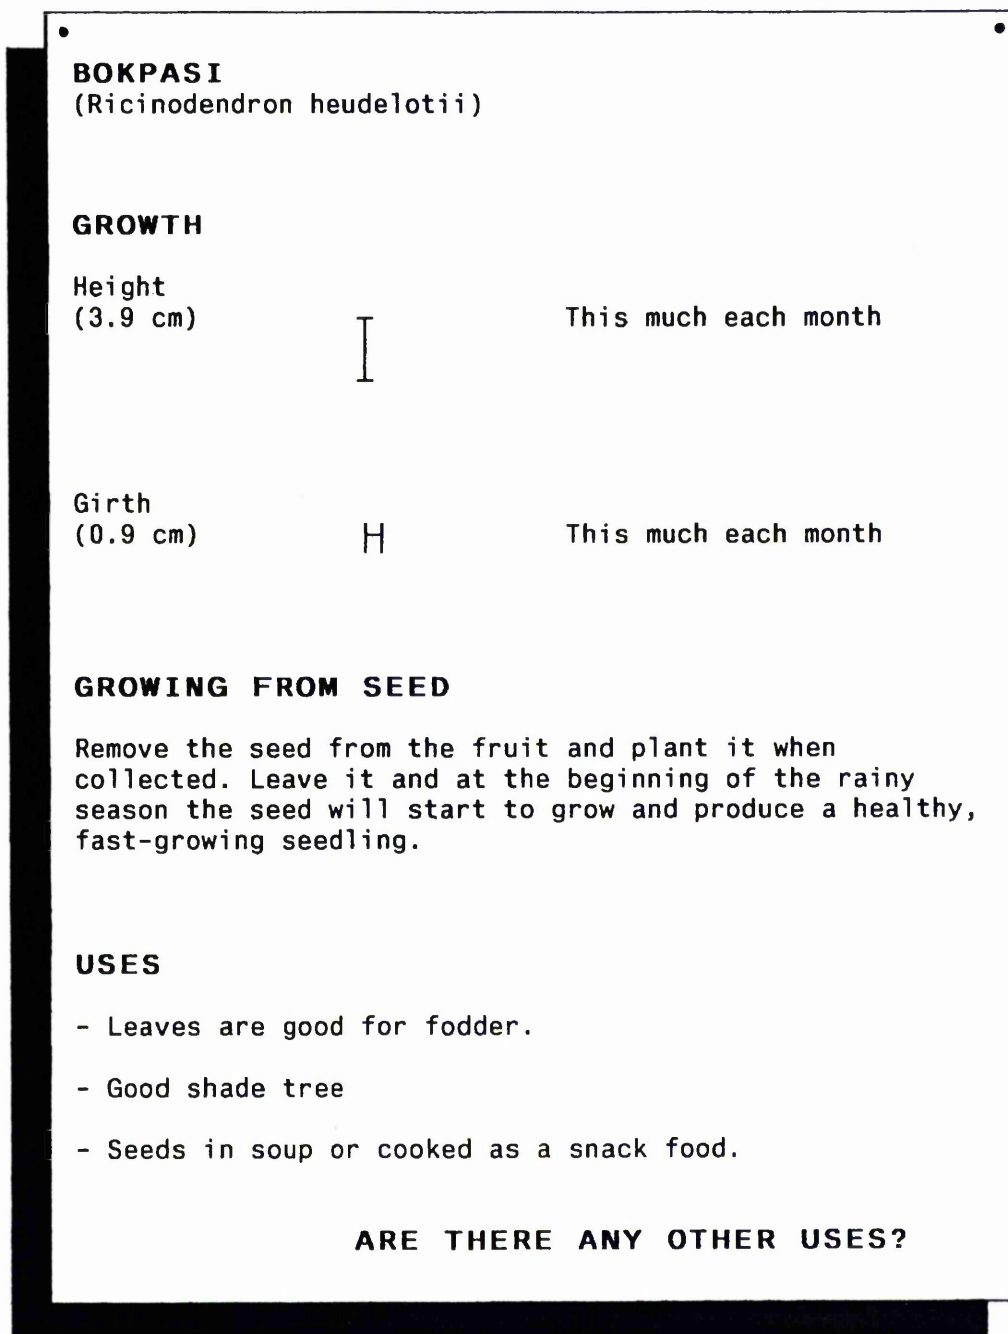 BOKPASI
(Ricinodendron heudelotii)
GROWTH
Height
(3.9 cm) This much each month
Girth
(0.9 cm) This much each month
GROWING FROM SEED
Remove the seed from the fruit and plant it when
collected. Leave it and at the beginning of the rainy
season the seed will start to grow and produce a healthy,
fast-growing seedling.
USES
- Leaves are good for fodder.
- Good shade tree
- Seeds in soup or cooked as a snack food.
ARE THERE ANY OTHER USES?